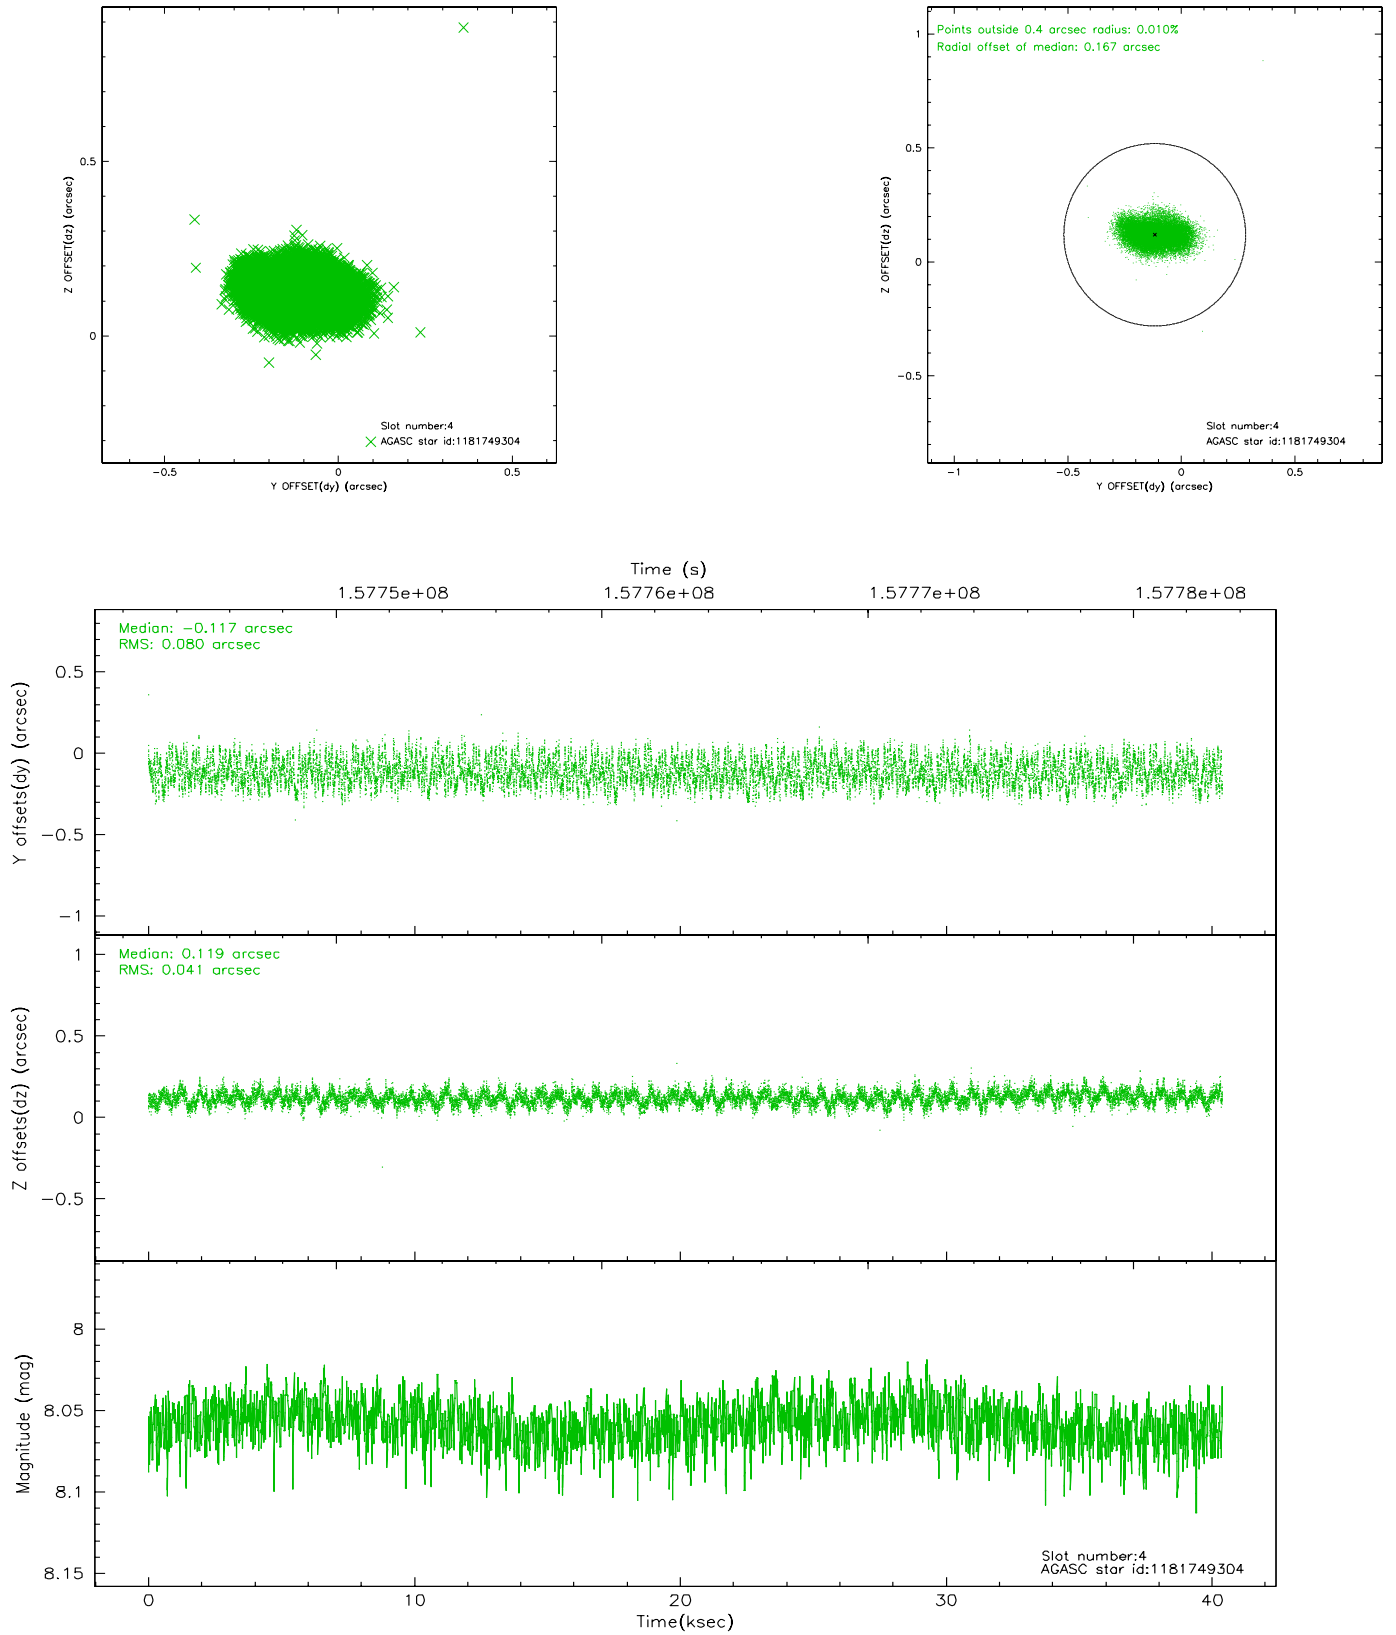 0.5
0
Z OFFSET(dz) (arcsec)
Slot number:4
AGASC star id:1181749304
−0.5 0 0.5
Y OFFSET(dy) (arcsec)
Points outside 0.4 arcsec radius: 0.010%
Radial offset of median: 0.167 arcsec
1
0.5
0
−0.5
Z OFFSET(dz) (arcsec)
Slot number:4
AGASC star id:1181749304
−1 −0.5 0 0.5
Y OFFSET(dy) (arcsec)
Time (s)
1.5775e+08 1.5776e+08 1.5777e+08 1.5778e+08
Median: −0.117 arcsec
RMS: 0.080 arcsec
0.5
0
−0.5
−1
Y offsets(dy) (arcsec)
Median: 0.119 arcsec
RMS: 0.041 arcsec
1
0.5
0
−0.5
Z offsets(dz) (arcsec)
8
8.05
8.1
8.15
Magnitude (mag)
Slot number:4
AGASC star id:1181749304
0 10 20 30 40
Time(ksec)